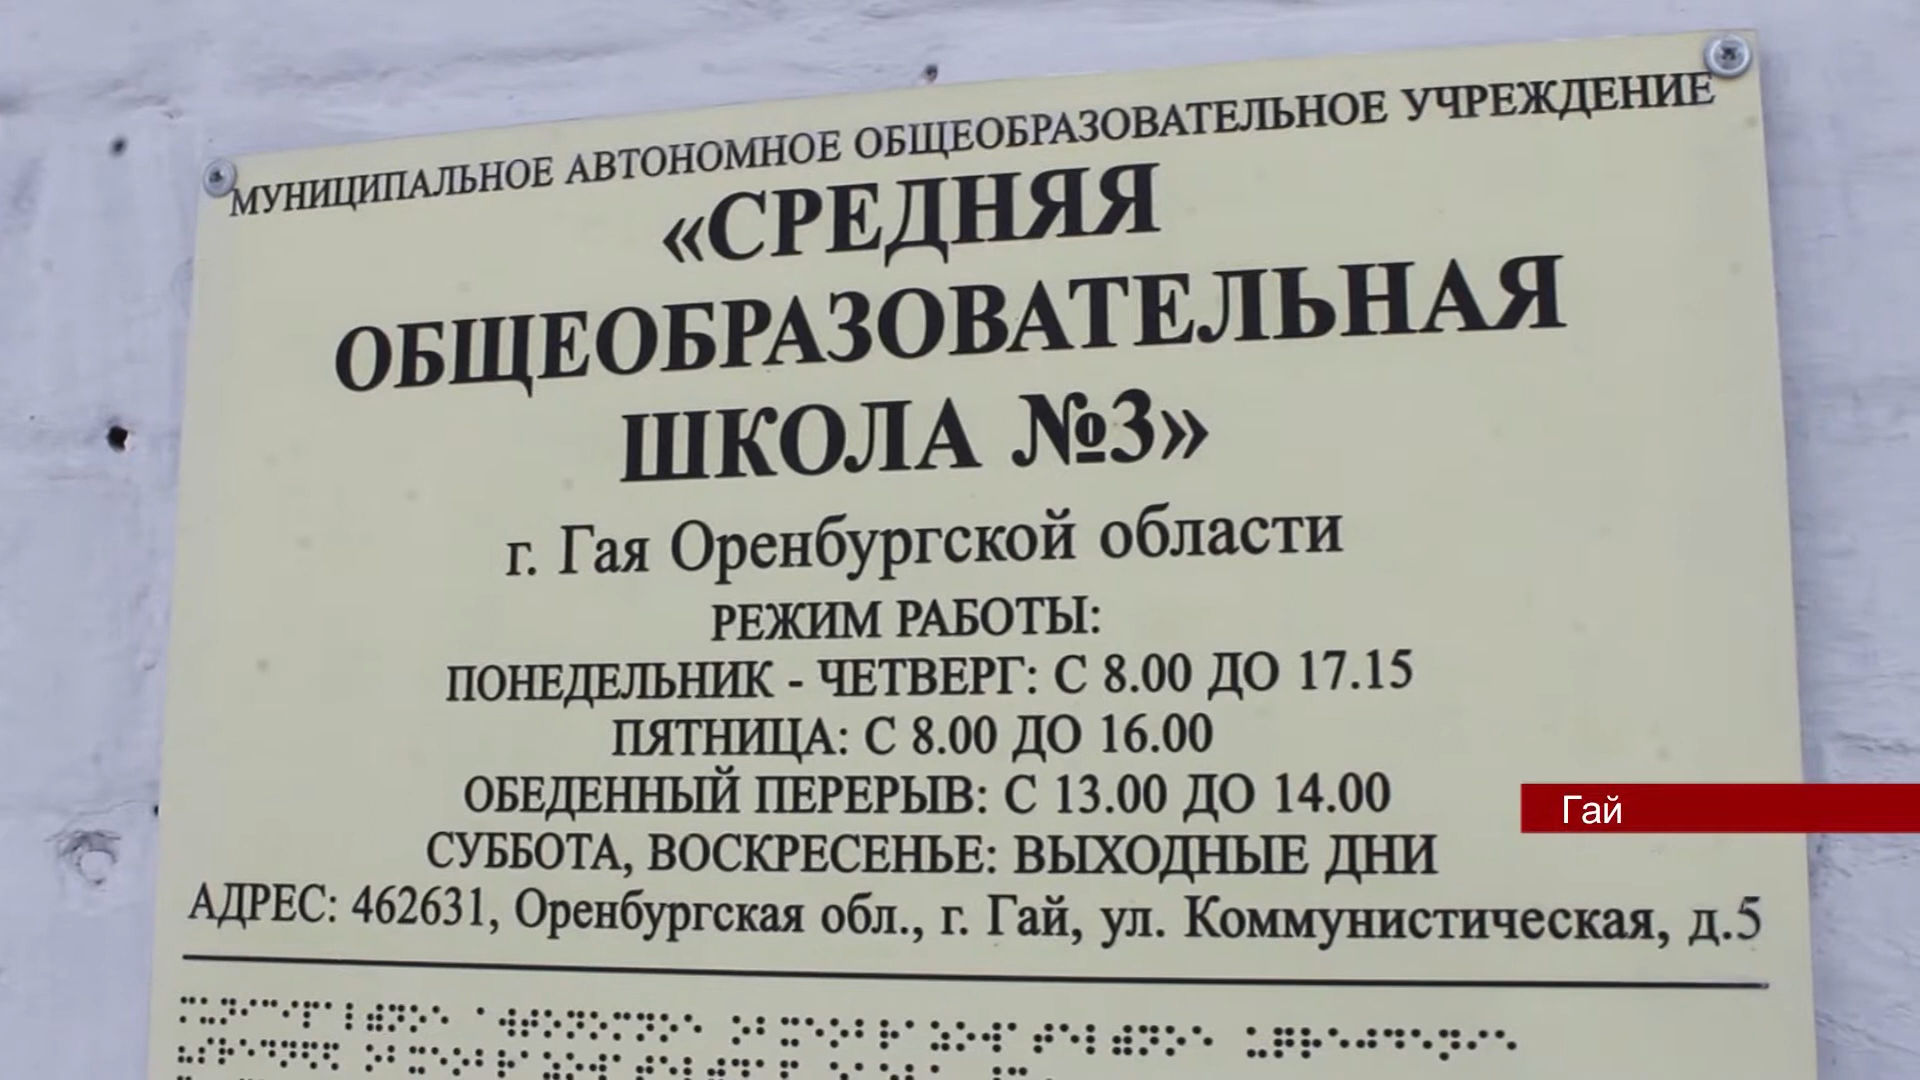 МУНИЦИПАЛЬНОЕ АВТОНОМНОЕ ОБЩЕОБРАЗОВАТЕЛЬНОЕ УЧРЕЖДЕНИЕ
«СРЕДНЯЯ
ОБЩЕОБРАЗОВАТЕЛЬНАЯ
ШКОЛА №3»
г. Гая Оренбургской области
РЕЖИМ РАБОТЫ:
ПОНЕДЕЛЬНИК - ЧЕТВЕРГ: С 8.00 ДО 17.15
ПЯТНИЦА: С 8.00 ДО 16.00
ОБЕДЕННЫЙ ПЕРЕРЫВ: С 13.00 ДО 14.00
Гай
СУББОТА, ВОСКРЕСЕНЬЕ: ВЫХОДНЫЕ ДНИ
АДРЕС: 462631, Оренбургская обл., г. Гай, ул. Коммунистическая, д.5